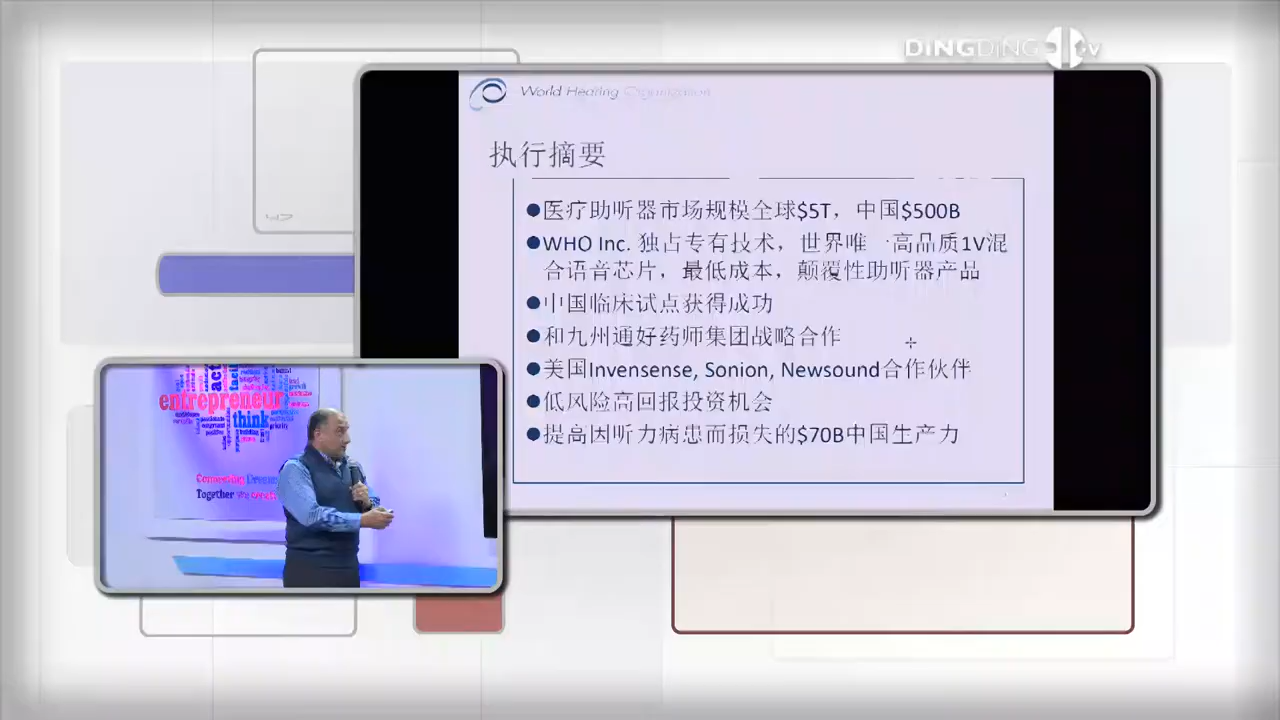 DINGDING TV
World Hearing Organization
执行摘要
●医疗助听器市场规模全球$5T，中国$500B
●WHO Inc. 独占专有技术，世界唯一高品质1V混
合语音芯片，最低成本，颠覆性助听器产品
●中国临床试点获得成功
●和九州通好药师集团战略合作
●美国Invensense, Sonion, Newsound合作伙伴
●低风险高回报投资机会
●提高因听力病患而损失的$70B中国生产力
act
entrepreneur
think
Connecting
Together We